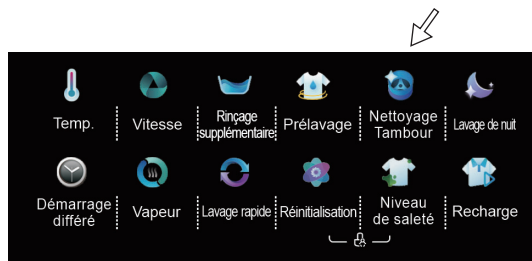 Temp.
Vitesse
Rinçage
supplémentaire
Prélavage
Nettoyage
Tambour
Lavage de nuit
Démarrage
différé
Vapeur
Lavage rapide
Réinitialisation
Niveau
de saleté
Recharge